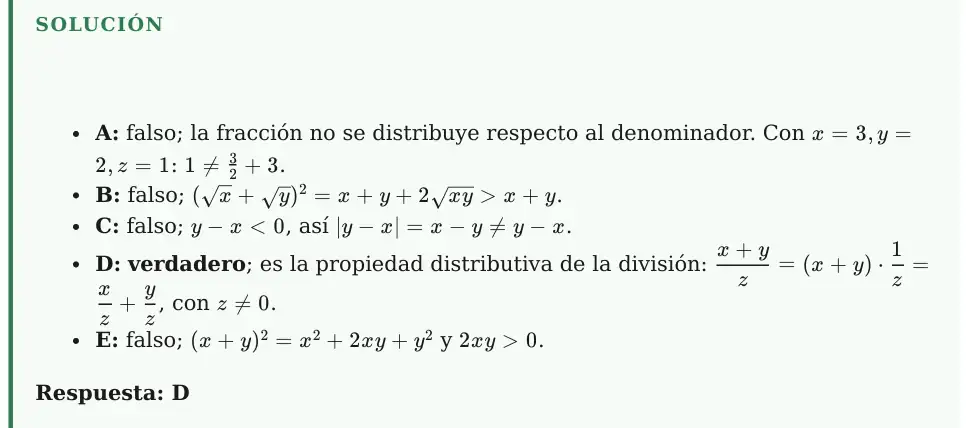 SOLUCIÓN
• A: falso; la fracción no se distribuye respecto al denominador. Con x = 3, y =
2, z = 1: 1 ≠ 3/2 + 3.
• B: falso; (√x + √y)² = x + y + 2√xy > x + y.
• C: falso; y − x < 0, así |y − x| = x − y ≠ y − x.
• D: verdadero; es la propiedad distributiva de la división: (x + y)/z = (x + y) · 1/z =
x/z + y/z, con z ≠ 0.
• E: falso; (x + y)² = x² + 2xy + y² y 2xy > 0.
Respuesta: D